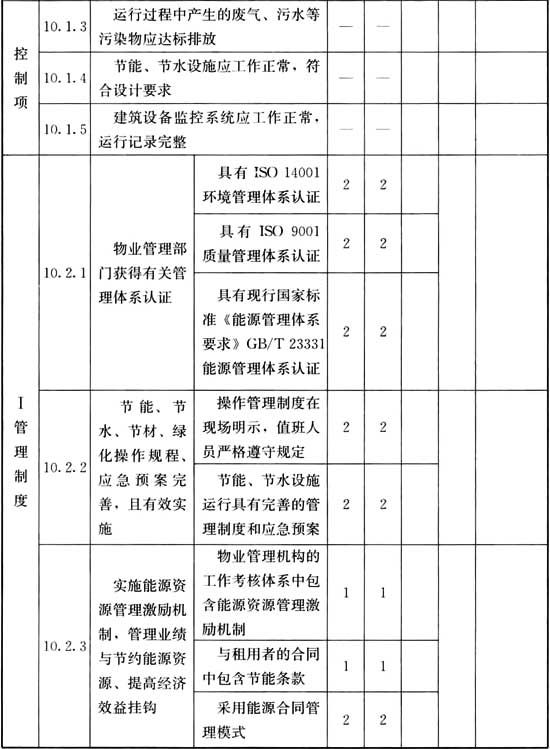 控
制
项
10.1.3
运行过程中产生的废气、污水等
污染物应达标排放
— —
10.1.4
节能、节水设施应工作正常，符
合设计要求
— —
10.1.5
建筑设备监控系统应工作正常，
运行记录完整
— —
Ⅰ
管
理
制
度
10.2.1
物业管理部
门获得有关管
理体系认证
具有 ISO 14001
环境管理体系认证
2 2
具有 ISO 9001
质量管理体系认证
2 2
具有现行国家标
准《能源管理体系
要求》GB/T 23331
能源管理体系认证
2 2
10.2.2
节能、节
水、节材、绿
化操作规程、
应急预案完
善，且有效实
施
操作管理制度在
现场明示，值班人
员严格遵守规定
2 2
节能、节水设施
运行具有完善的管
理制度和应急预案
2 2
10.2.3
实施能源资
源管理激励机
制，管理业绩
与节约能源资
源、提高经济
效益挂钩
物业管理机构的
工作考核体系中包
含能源资源管理激
励机制
1 1
与租用者的合同
中包含节能条款
1 1
采用能源合同管
理模式
2 2